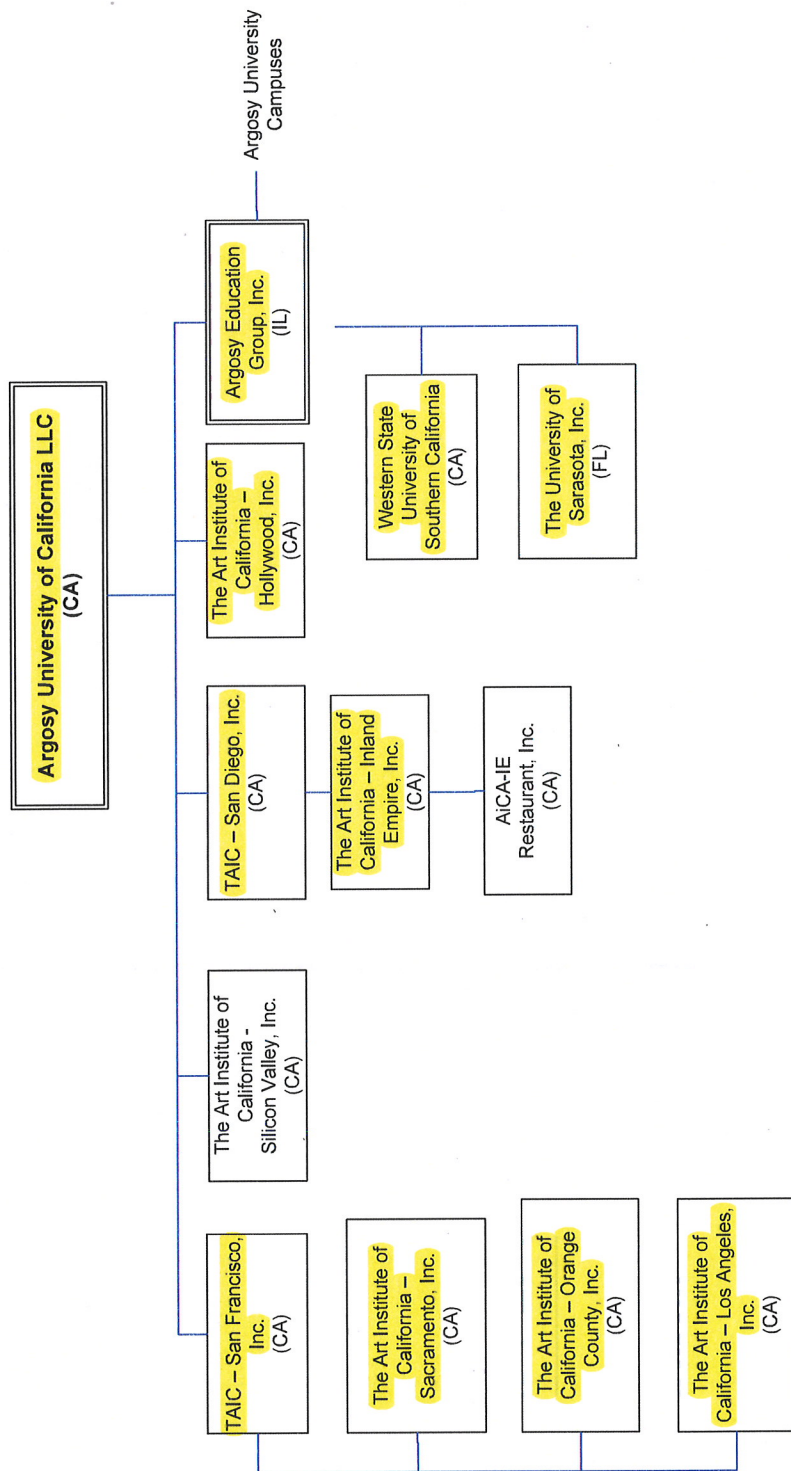 Argosy University of California LLC
(CA)
TAIC – San Francisco,
Inc.
(CA)
The Art Institute of
California -
Silicon Valley, Inc.
(CA)
TAIC – San Diego, Inc.
(CA)
The Art Institute of
California –
Hollywood, Inc.
(CA)
Argosy Education
Group, Inc.
(IL)
Argosy University
Campuses
The Art Institute of
California –
Sacramento, Inc.
(CA)
The Art Institute of
California – Inland
Empire, Inc.
(CA)
Western State
University of
Southern California
(CA)
The Art Institute of
California – Orange
County, Inc.
(CA)
AiCA-IE
Restaurant, Inc.
(CA)
The University of
Sarasota, Inc.
(FL)
The Art Institute of
California – Los Angeles,
Inc.
(CA)